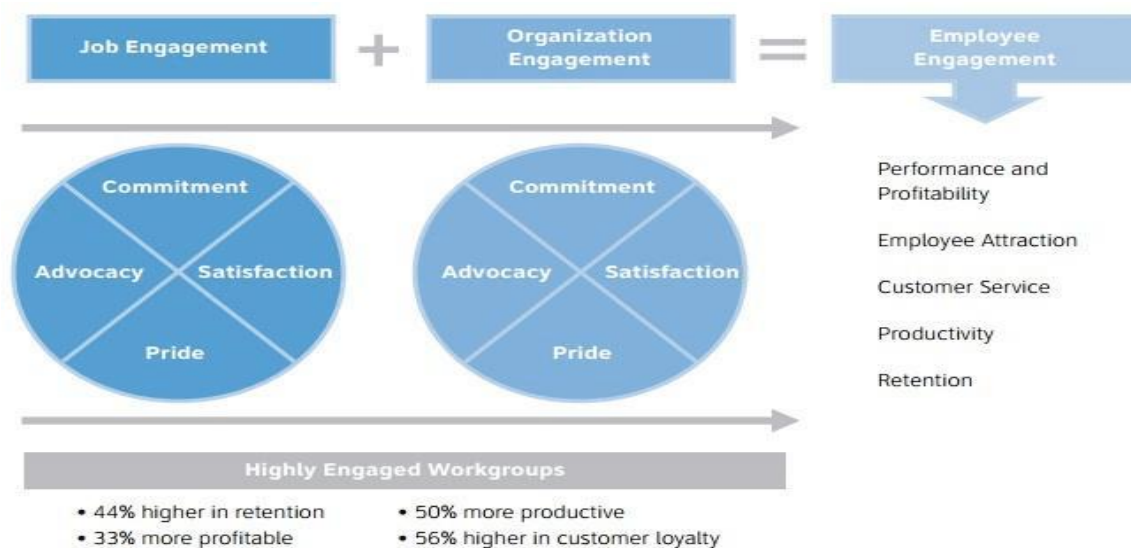 Job Engagement
+
Organization
Engagement
=
Employee
Engagement
Commitment
Advocacy
Satisfaction
Pride
Commitment
Advocacy
Satisfaction
Pride
Performance and
Profitability
Employee Attraction
Customer Service
Productivity
Retention
Highly Engaged Workgroups
• 44% higher in retention
• 33% more profitable
• 50% more productive
• 56% higher in customer loyalty